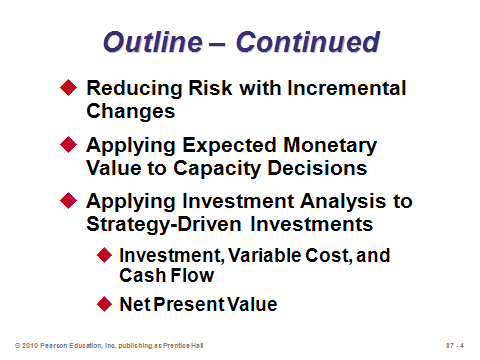 Outline – Continued
Reducing Risk with Incremental
Changes
Applying Expected Monetary
Value to Capacity Decisions
Applying Investment Analysis to
Strategy-Driven Investments
Investment, Variable Cost, and
Cash Flow
Net Present Value
© 2010 Pearson Education, Inc. publishing as Prentice Hall
S7 - 4